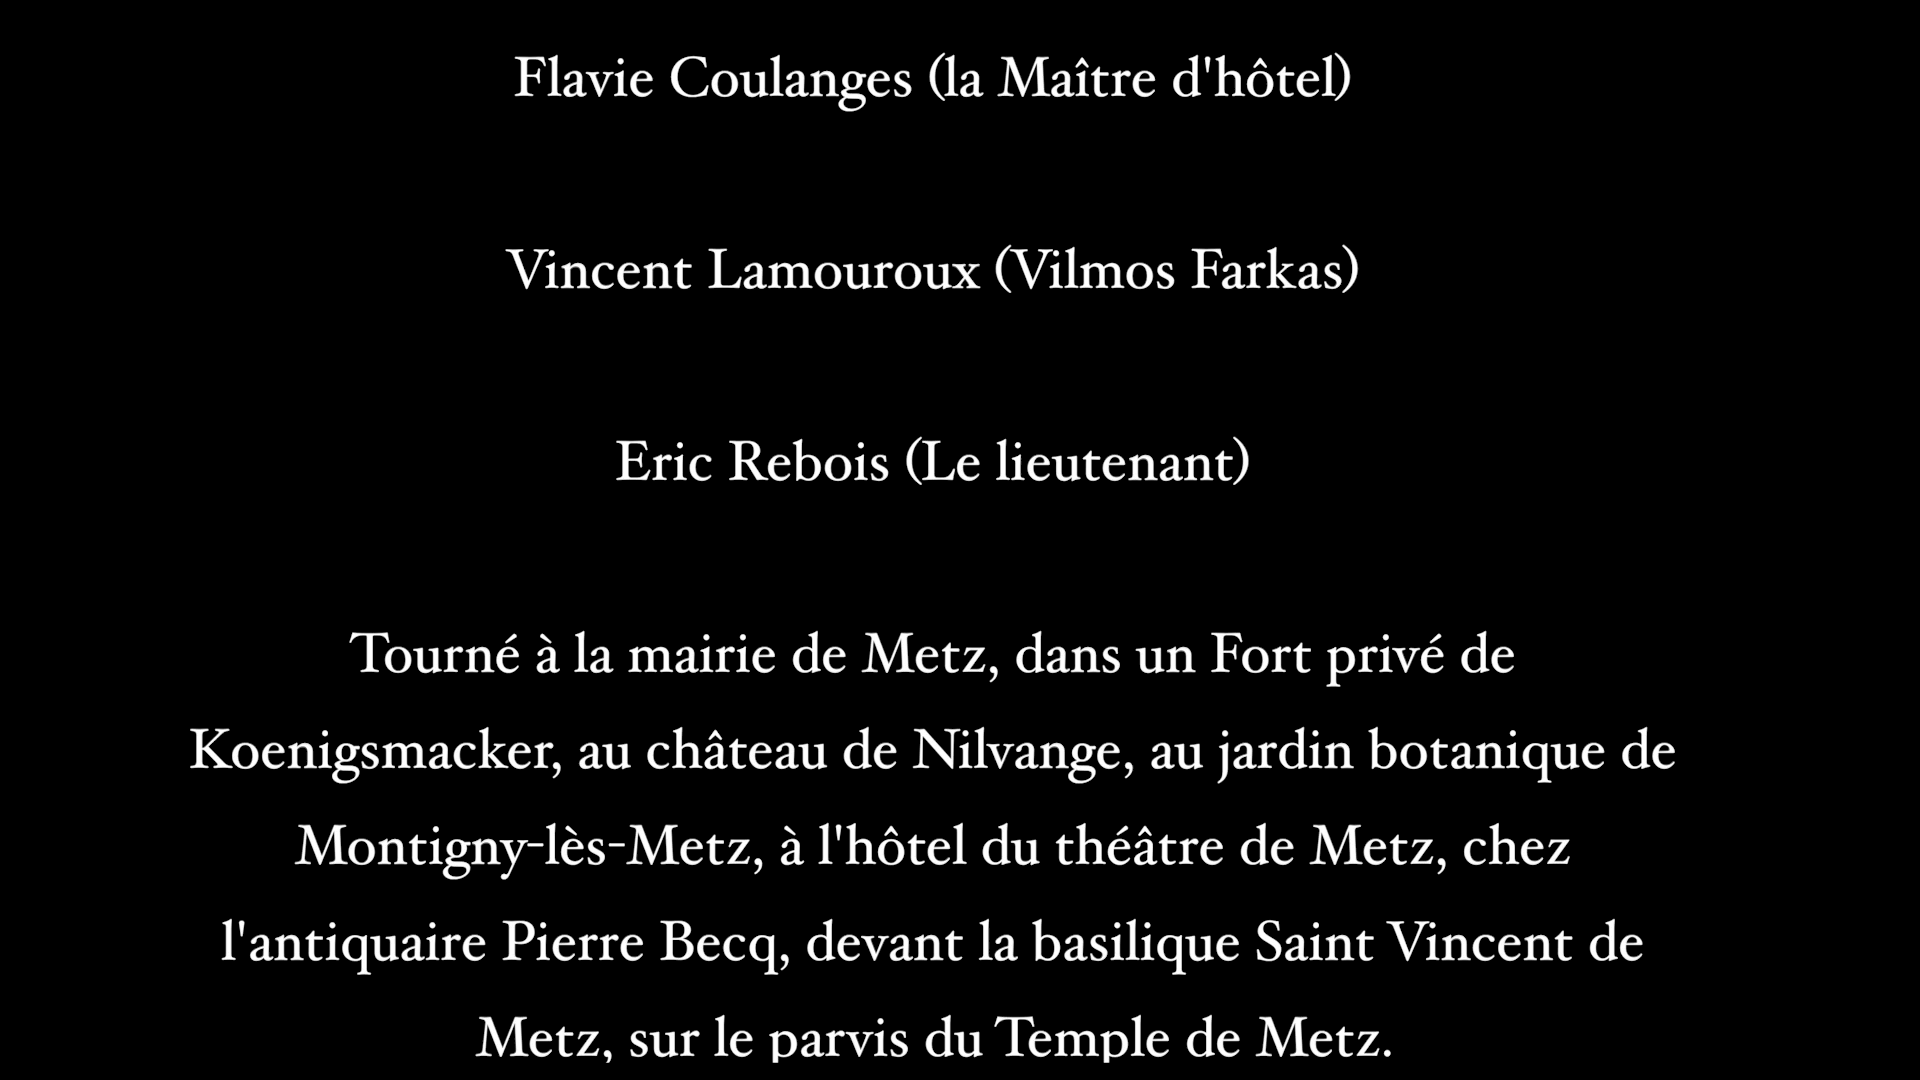 Flavie Coulanges (la Maître d'hôtel)
Vincent Lamouroux (Vilmos Farkas)
Eric Rebois (Le lieutenant)
Tourné à la mairie de Metz, dans un Fort privé de
Koenigsmacker, au château de Nilvange, au jardin botanique de
Montigny-lès-Metz, à l'hôtel du théâtre de Metz, chez
l'antiquaire Pierre Becq, devant la basilique Saint Vincent de
Metz, sur le parvis du Temple de Metz.